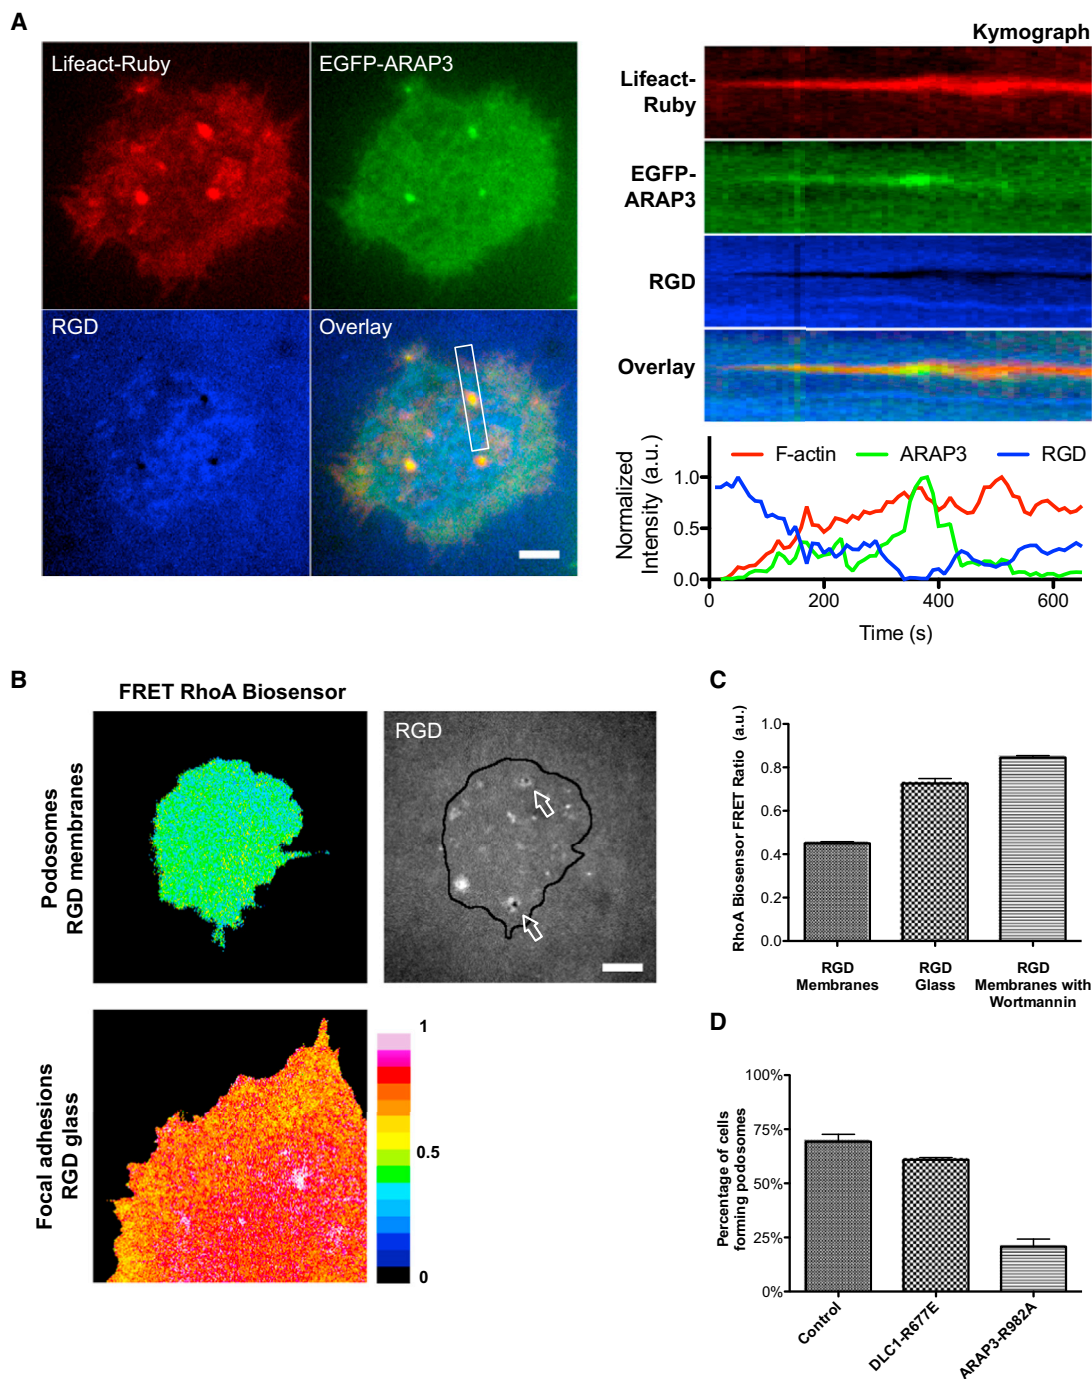 A
Lifeact-Ruby
EGFP-ARAP3
RGD
Overlay
Kymograph
Lifeact-
Ruby
EGFP-
ARAP3
RGD
Overlay
F-actin
ARAP3
RGD
Normalized
Intensity (a.u.)
1.0
0.5
0.0
0
200
400
600
Time (s)
B
FRET RhoA Biosensor
Podosomes
RGD membranes
RGD
Focal adhesions
RGD glass
1
0.5
0
C
RhoA Biosensor FRET Ratio (a.u.)
1.0
0.8
0.6
0.4
0.2
0.0
RGD
Membranes
RGD
Glass
RGD
Membranes with
Wortmannin
D
Percentage of cells
forming podosomes
100%
75%
50%
25%
0%
Control
DLC1-R677E
ARAP3-R982A